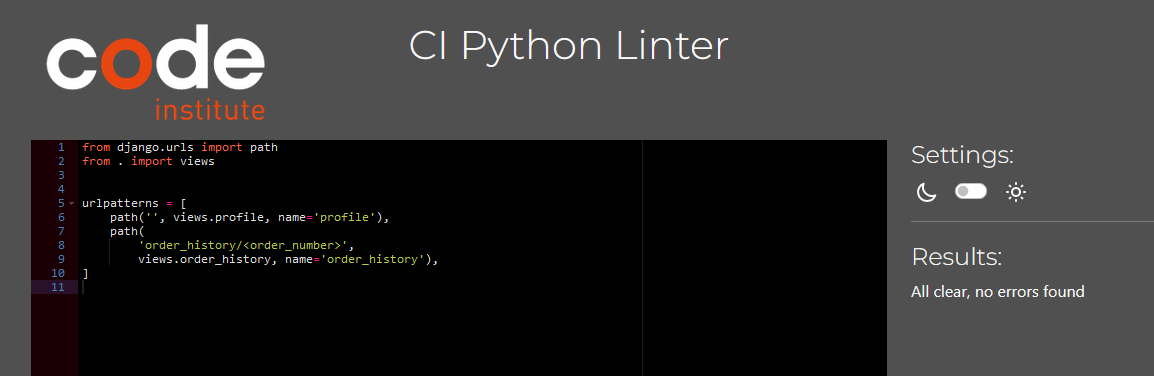 code
institute
CI Python Linter
1 from django.urls import path
2 from . import views
3
4
5 urlpatterns = [
6     path('', views.profile, name='profile'),
7     path(
8         'order_history/<order_number>',
9         views.order_history, name='order_history'),
10 ]
11
Settings:
Results:
All clear, no errors found